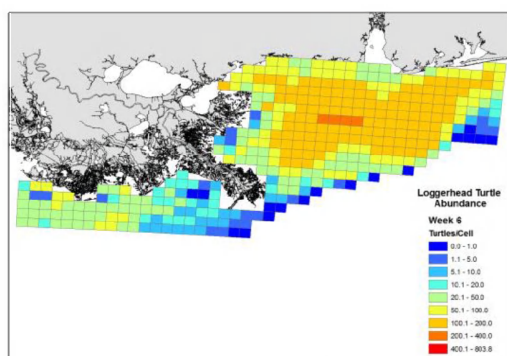 Loggerhead Turtle
Abundance
Week 6
Turtles/Cell
0.0 - 1.0
1.1 - 5.0
5.1 - 10.0
10.1 - 20.0
20.1 - 50.0
50.1 - 100.0
100.1 - 200.0
200.1 - 400.0
400.1 - 803.8